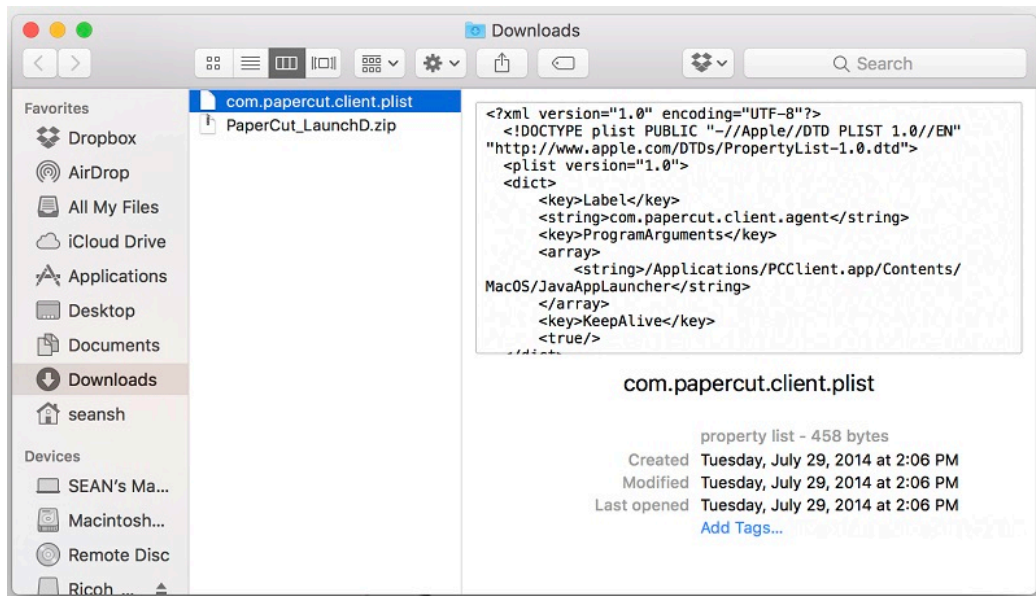 Downloads
Search
Favorites
Dropbox
AirDrop
All My Files
iCloud Drive
Applications
Desktop
Documents
Downloads
seansh
Devices
SEAN's Ma...
Macintosh...
Remote Disc
Ricoh ...
com.papercut.client.plist
PaperCut_LaunchD.zip
<?xml version="1.0" encoding="UTF-8"?>
<!DOCTYPE plist PUBLIC "-//Apple//DTD PLIST 1.0//EN"
"http://www.apple.com/DTDs/PropertyList-1.0.dtd">
<plist version="1.0">
<dict>
<key>Label</key>
<string>com.papercut.client.agent</string>
<key>ProgramArguments</key>
<array>
<string>/Applications/PCClient.app/Contents/
MacOS/JavaAppLauncher</string>
</array>
<key>KeepAlive</key>
<true/>
com.papercut.client.plist
property list - 458 bytes
Created Tuesday, July 29, 2014 at 2:06 PM
Modified Tuesday, July 29, 2014 at 2:06 PM
Last opened Tuesday, July 29, 2014 at 2:06 PM
Add Tags...